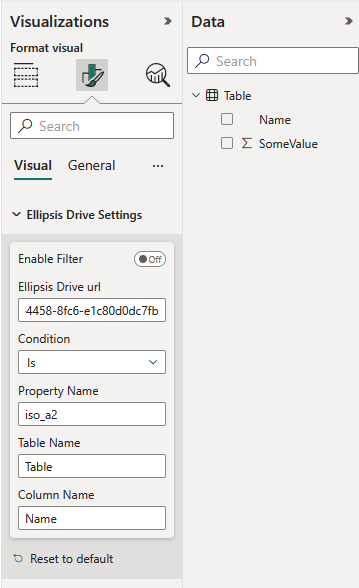 Visualizations
Format visual
Search
Visual General ...
Ellipsis Drive Settings
Enable Filter Off
Ellipsis Drive url
4458-8fc6-e1c80d0dc7fb
Condition
Is
Property Name
iso_a2
Table Name
Table
Column Name
Name
Reset to default
Data
Search
Table
Name
SomeValue